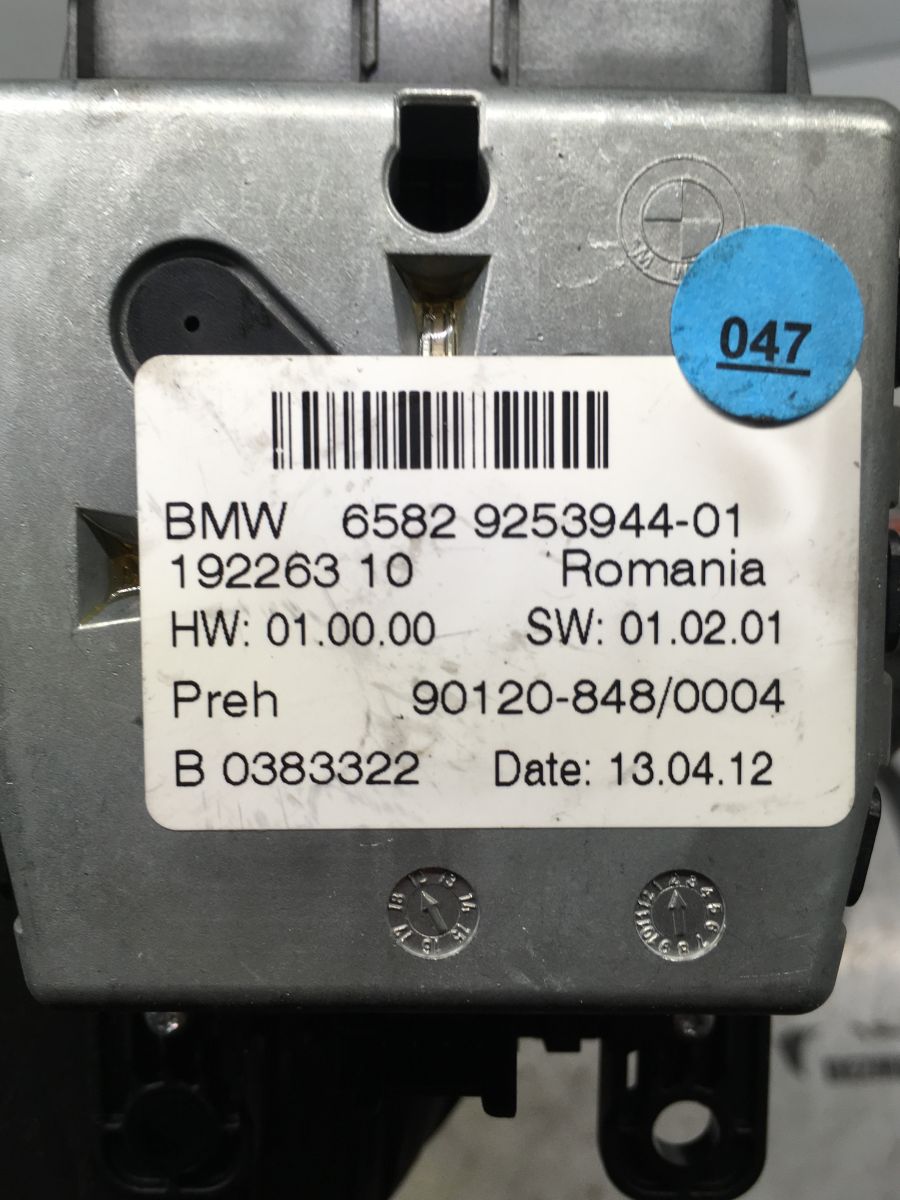 047
BMW 6582 9253944-01
192263 10 Romania
HW: 01.00.00 SW: 01.02.01
Preh 90120-848/0004
B 0383322 Date: 13.04.12